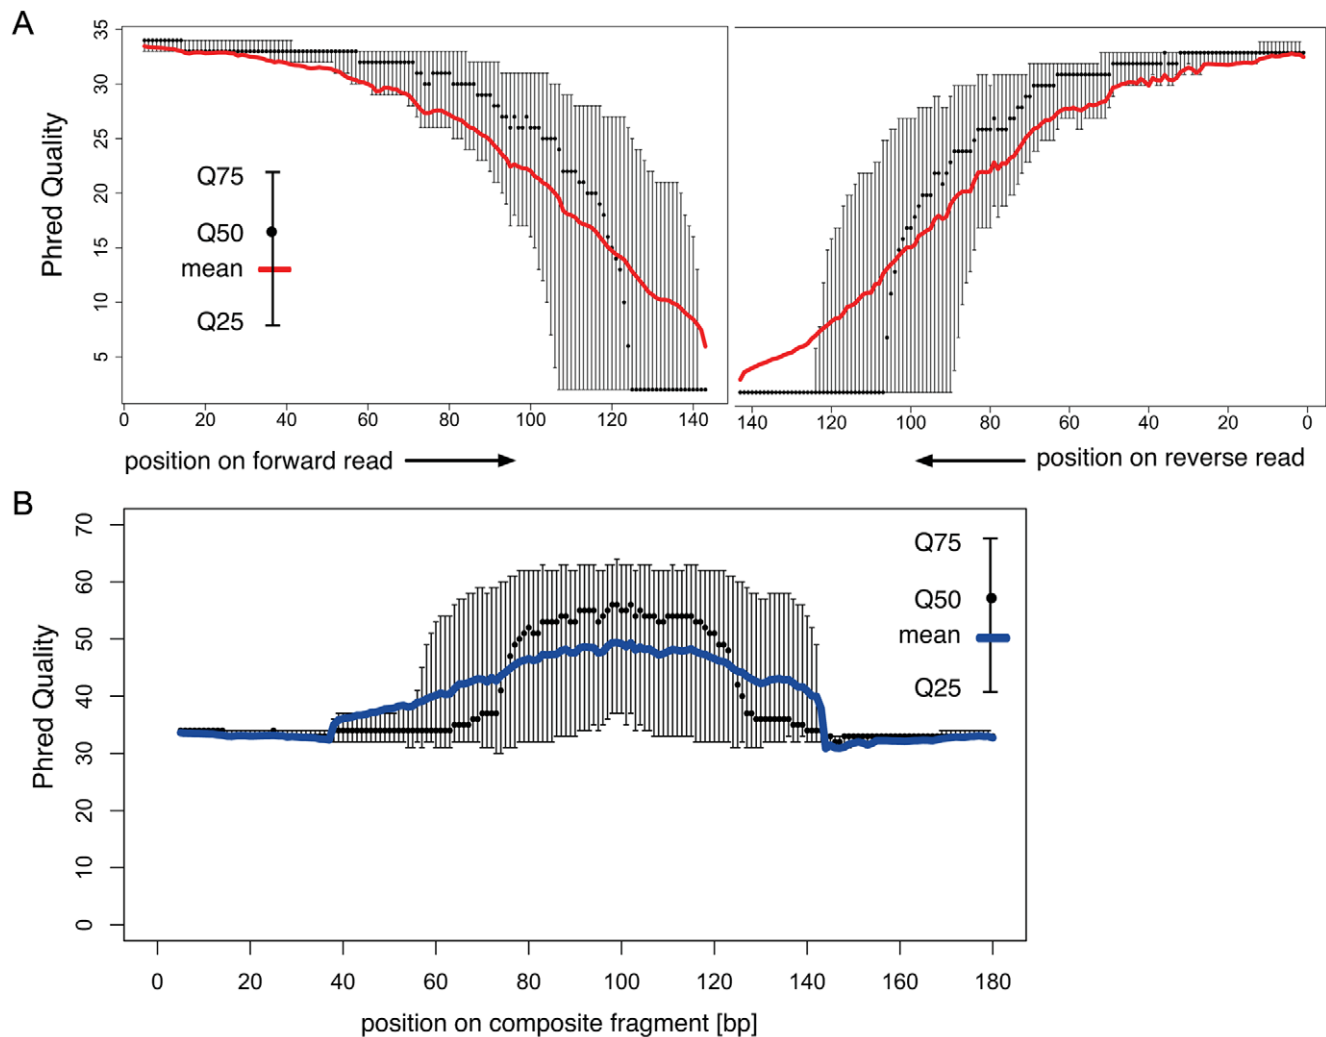 A
Phred Quality
35
30
25
20
15
10
5
Q75
Q50
mean
Q25
0 20 40 60 80 100 120 140
140 120 100 80 60 40 20 0
position on forward read
position on reverse read
B
Phred Quality
70
60
50
40
30
20
10
0
Q75
Q50
mean
Q25
0 20 40 60 80 100 120 140 160 180
position on composite fragment [bp]